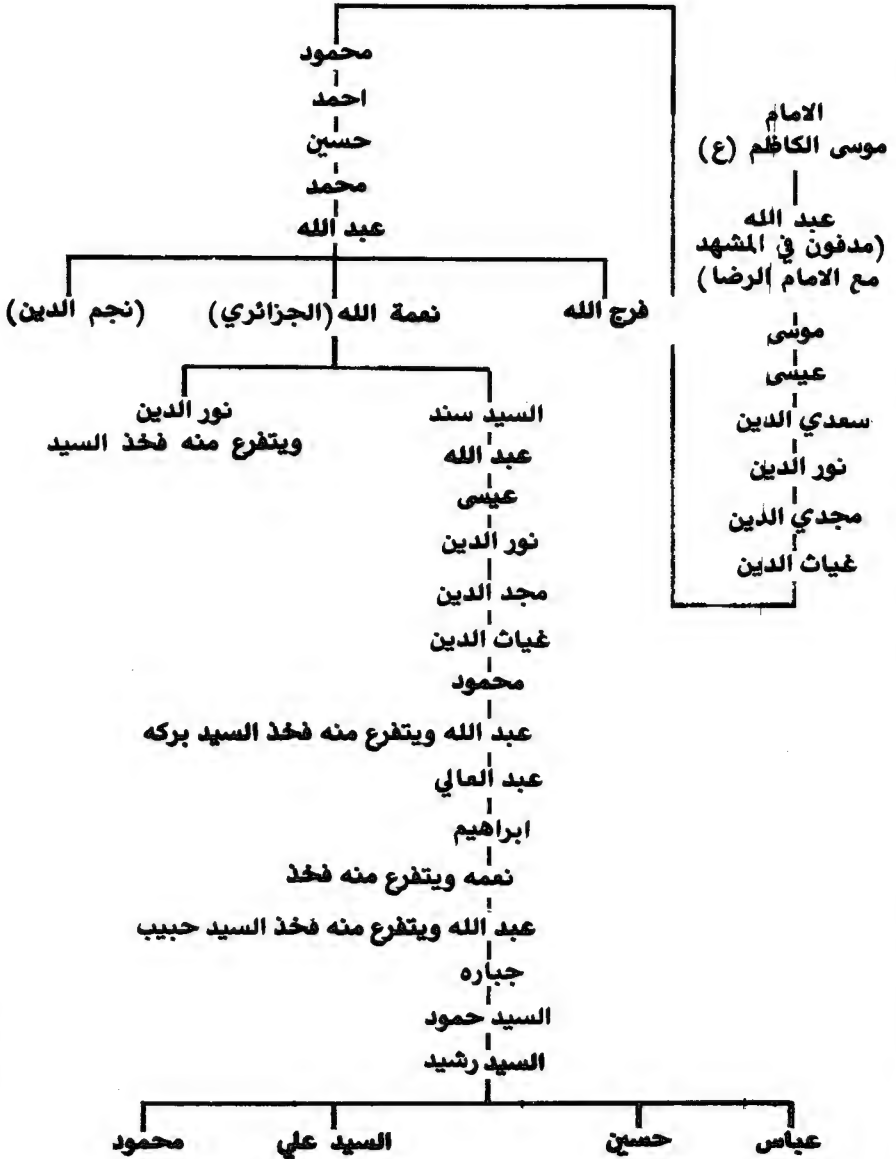 الامام
موسى الكاظم (ع)
عبد الله
(مدفون في المشهد
مع الامام الرضا)
موسى
عيسى
سعدي الدين
نور الدين
مجدي الدين
غياث الدين
محمود
احمد
حسين
محمد
عبد الله
فرج الله
نعمة الله (الجزائري)
(نجم الدين)
السيد سند
نور الدين
ويتفرع منه فخذ السيد
عبد الله
عيسى
نور الدين
مجد الدين
غياث الدين
محمود
عبد الله ويتفرع منه فخذ السيد بركه
عبد العالي
ابراهيم
نعمه ويتفرع منه فخذ
عبد الله ويتفرع منه فخذ السيد حبيب
جباره
السيد حمود
السيد رشيد
عباس
حسين
السيد علي
محمود